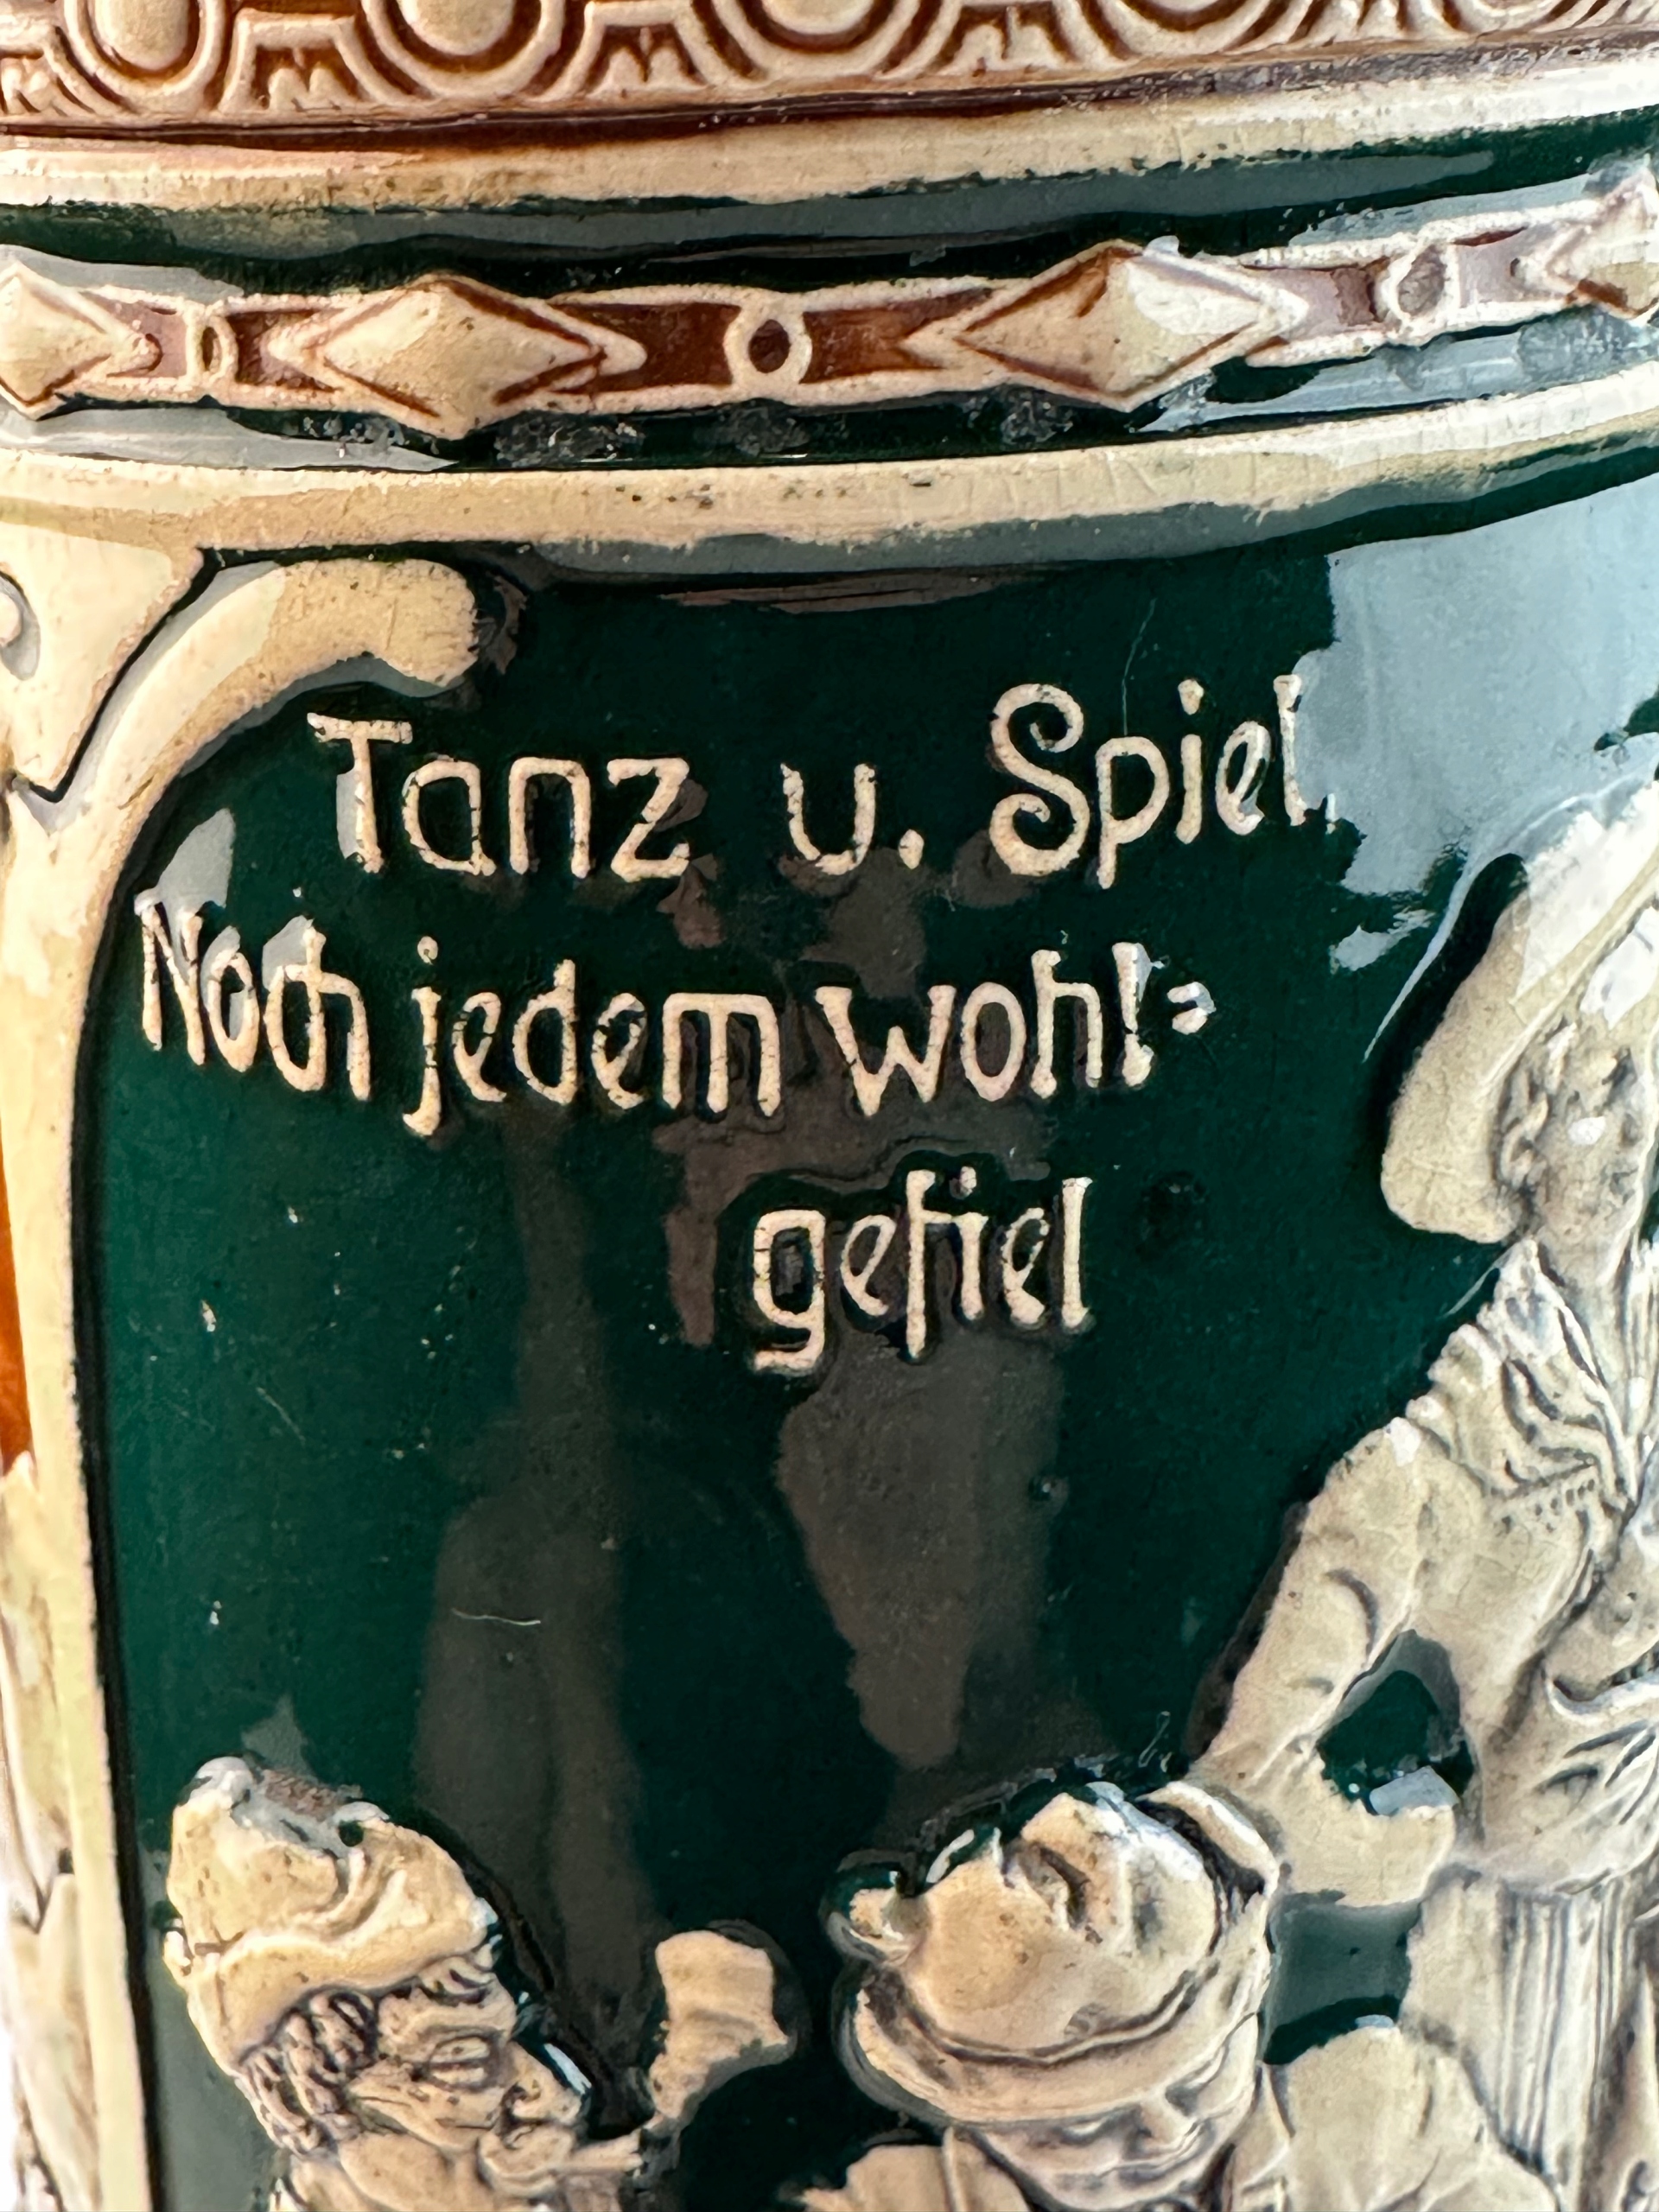 Tanz u. Spiel,
Noch jedem wohl=
gefiel